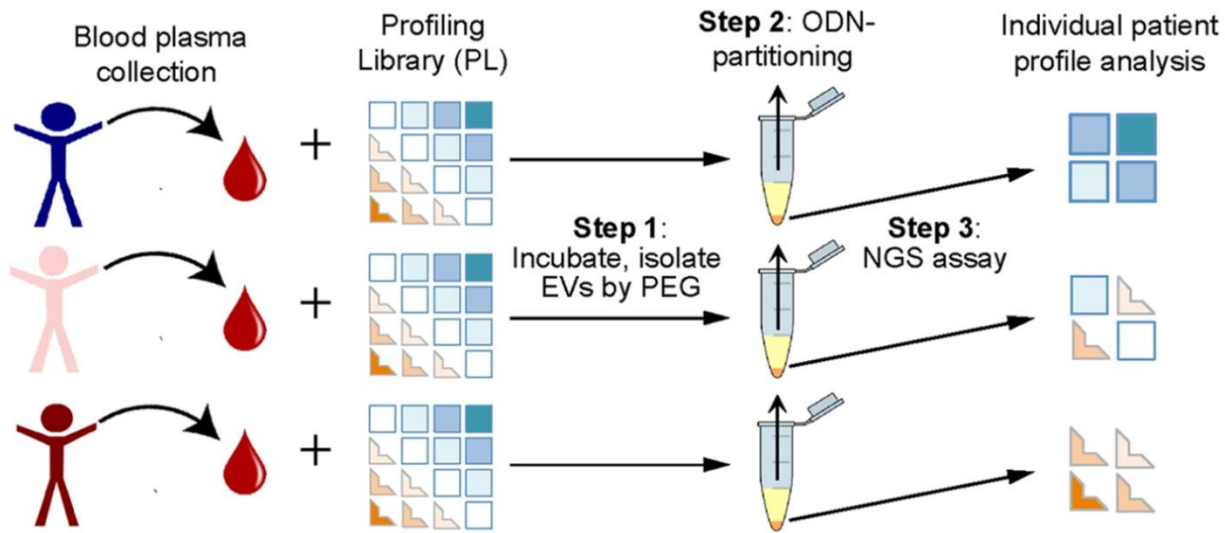 Blood plasma
collection
Profiling
Library (PL)
Step 2: ODN-
partitioning
Individual patient
profile analysis
Step 1:
Incubate, isolate
EVs by PEG
Step 3:
NGS assay